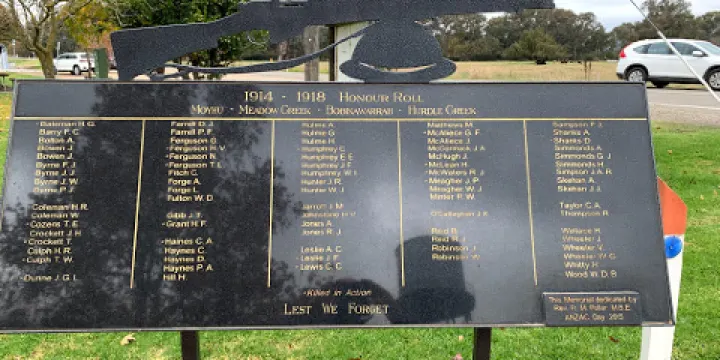 1914 - 1918 Honour Roll
Moyhu - Meadow Creek - Bobinawarrah - Hurdle Creek
-Bateman H.G.
Barry F.C
Bolton A.
Bowen J
Bowen J.
Byrne F.J
Byrne J.J
Byrne J.W
Byrne P.J
Coleman H.R.
Coleman W
-Cozens T.E
Crockett J.H
-Crockett T.
Culph H.R.
-Culph T.W.
-Dunne J.G.L
Farrell D.J
Farrell P.F
Ferguson G.
-Ferguson H.V
-Ferguson N.
-Ferguson T.L
Fitch C.
Forge A.
Forge L.
Fulton W.D
Gibb J.T
-Grant H.F.
-Haines C.A
Haynes C.
Haynes D.
Haynes P.A
Hill H
Hulme A.
Hulme G
Hulme H
Humphrey C
Humphrey E.E
Humphrey J.F
Humphrey W.I
Hunter J.R
Hunter W.J
Jarrott J.M
Johnstone H.V
Jones A.
Jones R.J
Leslie A.C
-Leslie J.F
-Lewis C.C
Matthews M
-McAliece G.F
McAliece J.
McCormick J.A
McHugh J.
McLean H
-McWaters R.J
Meagher J.P
Meagher W.J
Minter F.W
O'Callaghan J.F
Reid R
Reid R.J
Robinson D.
Robinson W
Sampson F.J
Shanks A
Shanks D
Simmonds A
Simmonds G.J
Simmonds H
Simpson J.A.R
Skehan A
Skehan J.J
Taylor C.A
Thompson R
Wallace H
Wheeler J
Wheeler V
Wheeler W.G
Whitty H
Wood W.D.B
-Killed in Action
Lest We Forget
This Memorial dedicated by
Rev. R. M. Potter M.B.E.
ANZAC Day 2015